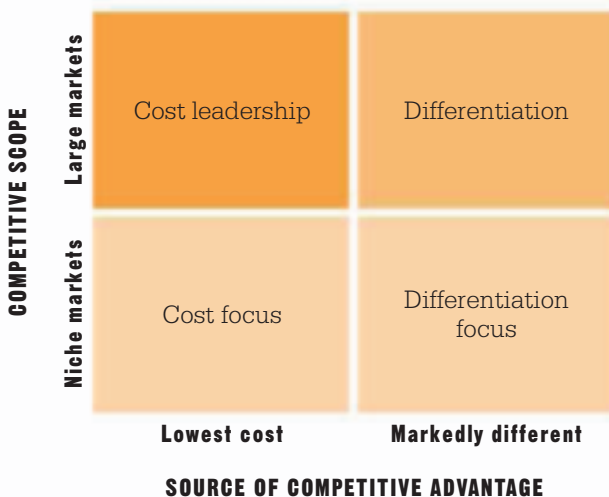 COMPETITIVE SCOPE
Large markets
Cost leadership
Differentiation
Niche markets
Cost focus
Differentiation
focus
Lowest cost
Markedly different
SOURCE OF COMPETITIVE ADVANTAGE